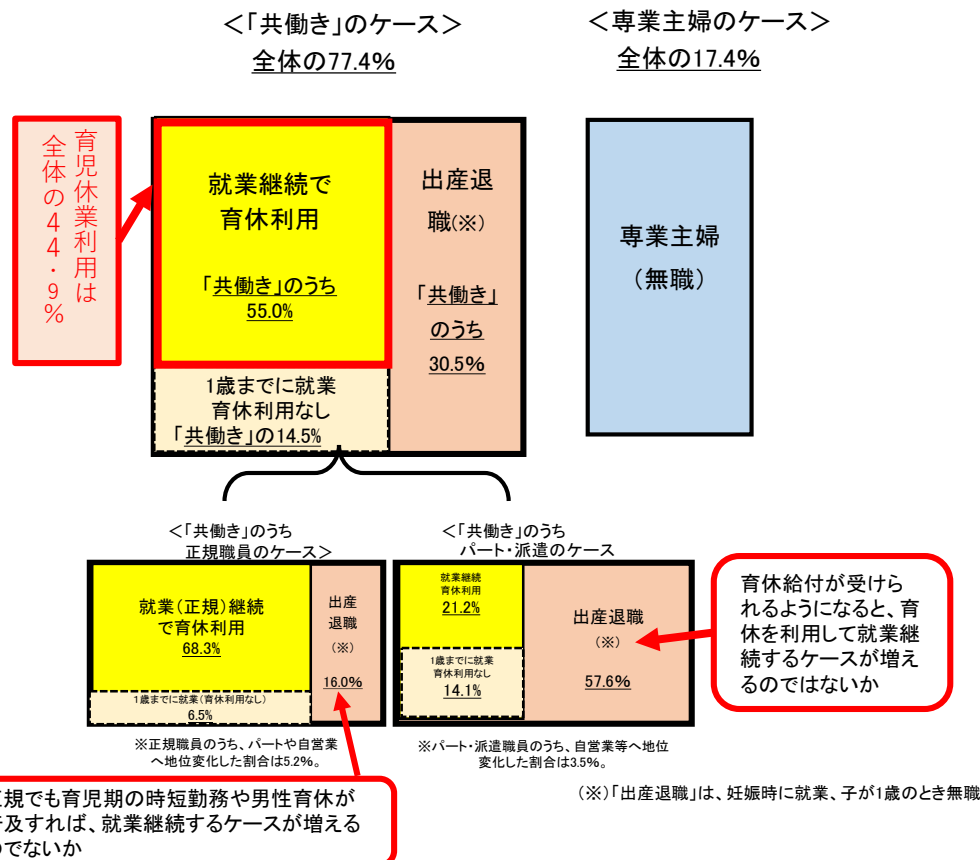 ＜「共働き」のケース＞
全体の77.4%
＜専業主婦のケース＞
全体の17.4%
育児休業利用は
全体の４４・９％
就業継続で
育休利用
「共働き」のうち
55.0%
出産退
職(※)
「共働き」
のうち
30.5%
1歳までに就業
育休利用なし
「共働き」の14.5%
専業主婦
（無職）
＜「共働き」のうち
正規職員のケース＞
＜「共働き」のうち
パート・派遣のケース
就業(正規)継続
で育休利用
68.3%
1歳までに就業(育休利用なし)
6.5%
出産
退職
(※)
16.0%
就業継続
育休利用
21.2%
1歳までに就業
育休利用なし
14.1%
出産退職
(※)
57.6%
育休給付が受けら
れるようになると、育
休を利用して就業継
続するケースが増え
るのではないか
※正規職員のうち、パートや自営業
へ地位変化した割合は5.2%。
※パート・派遣職員のうち、自営業等へ地位
変化した割合は3.5%。
規でも育児期の時短勤務や男性育休が
及すれば、就業継続するケースが増える
でないか
(※)「出産退職」は、妊娠時に就業、子が1歳のとき無職